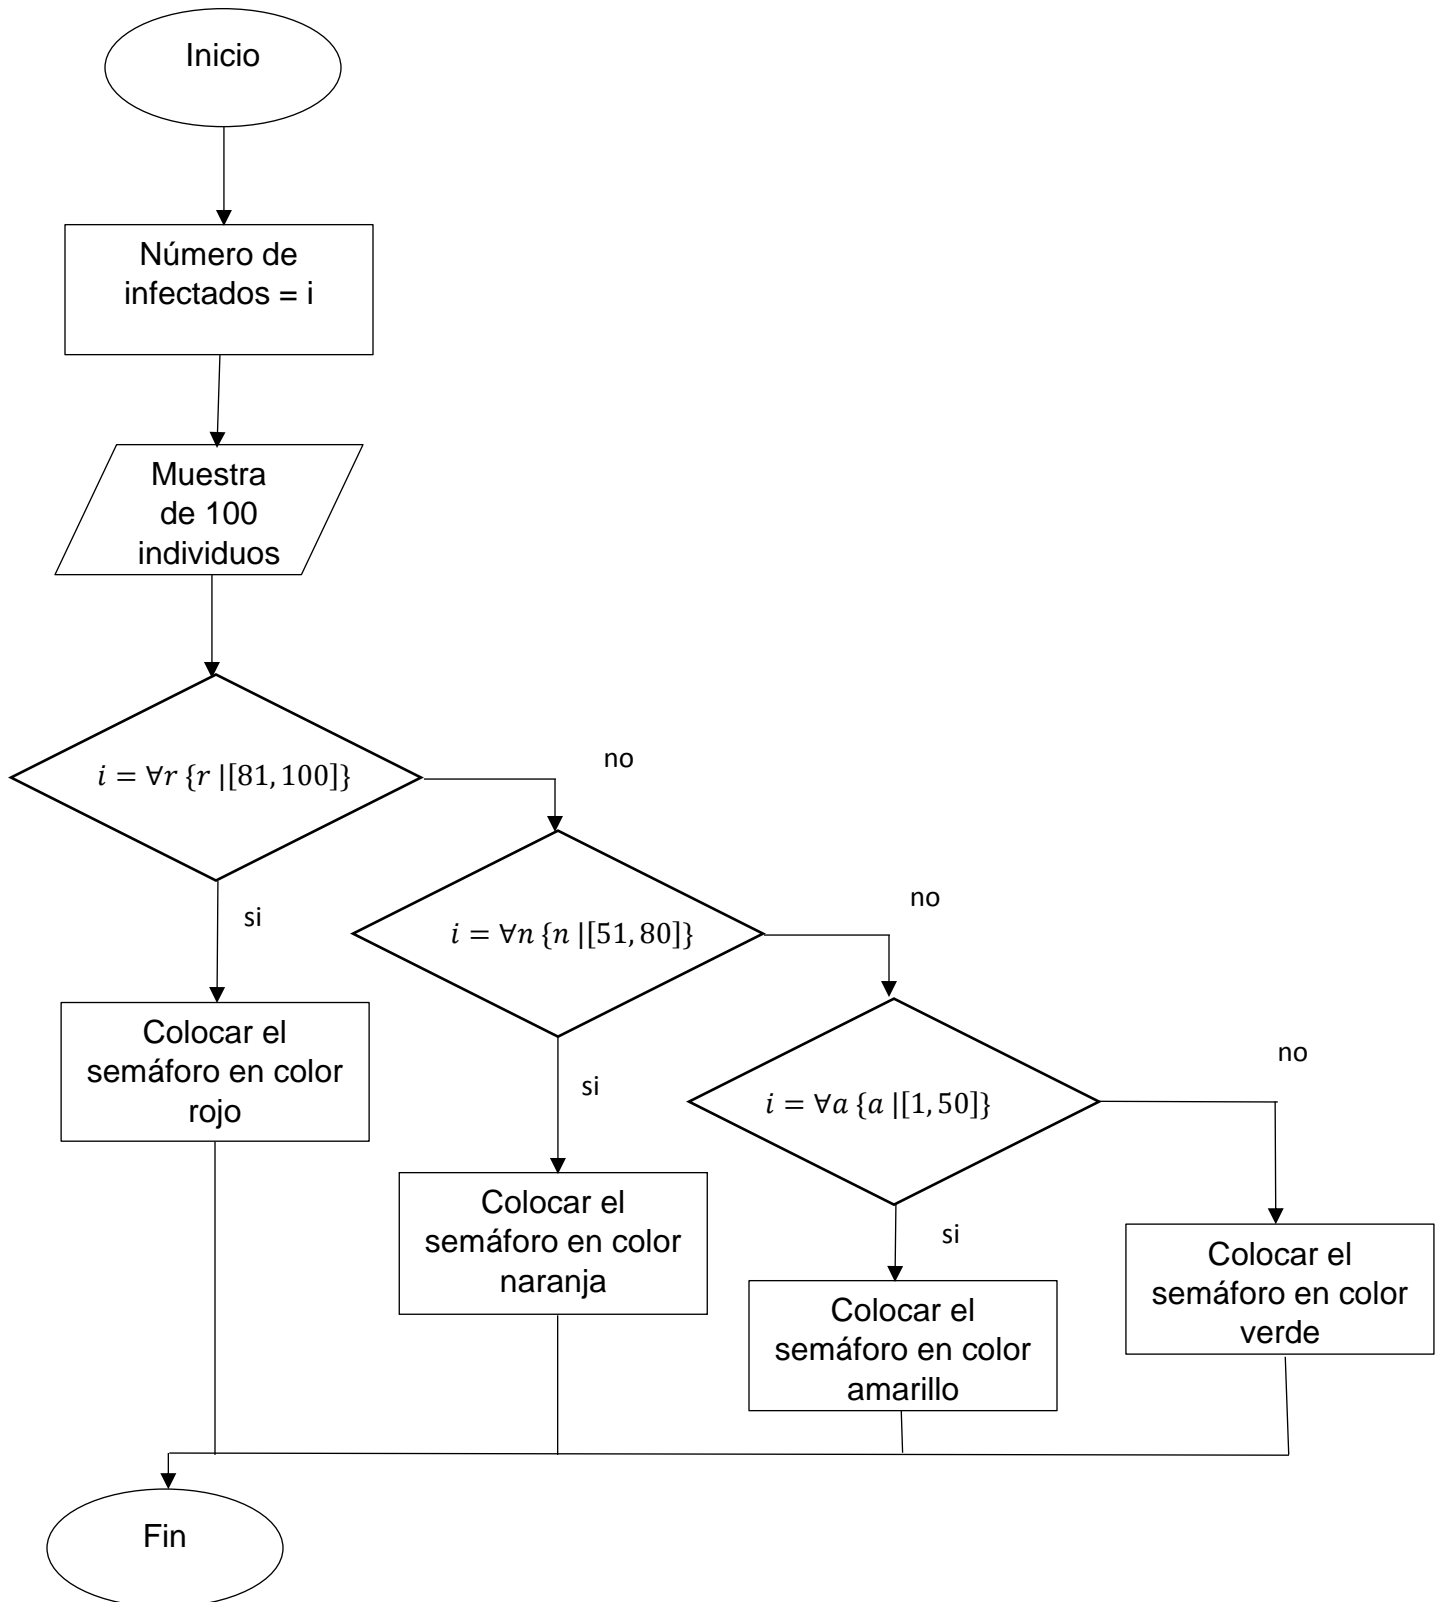 Inicio
Número de
infectados = i
Muestra
de 100
individuos
i = ∀r {r |[81, 100]}
no
si
i = ∀n {n |[51, 80]}
no
Colocar el
semáforo en color
rojo
si
i = ∀a {a |[1, 50]}
no
Colocar el
semáforo en color
naranja
si
Colocar el
semáforo en color
amarillo
Colocar el
semáforo en color
verde
Fin